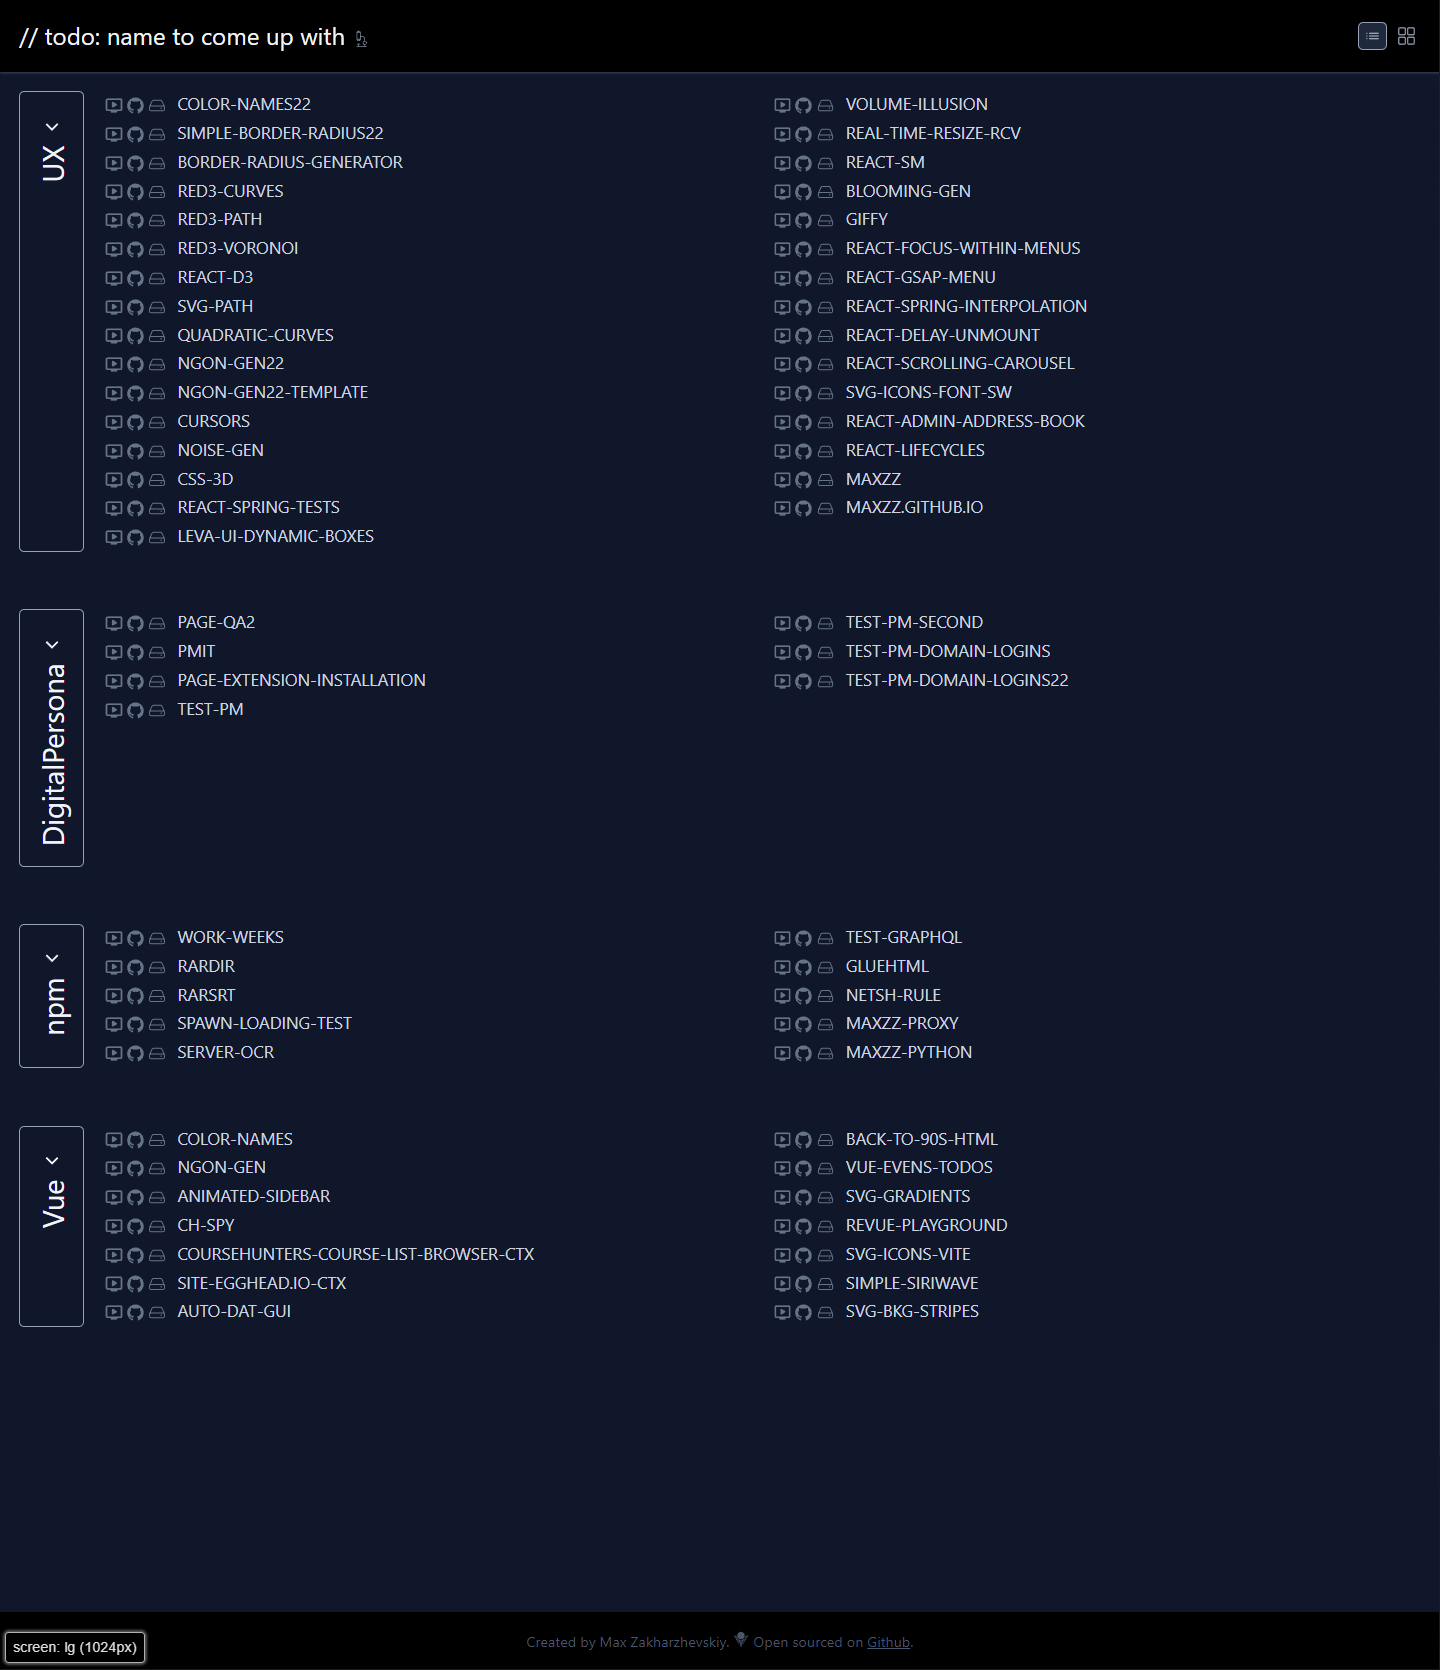 // todo: name to come up with
UX
COLOR-NAMES22
SIMPLE-BORDER-RADIUS22
BORDER-RADIUS-GENERATOR
RED3-CURVES
RED3-PATH
RED3-VORONOI
REACT-D3
SVG-PATH
QUADRATIC-CURVES
NGON-GEN22
NGON-GEN22-TEMPLATE
CURSORS
NOISE-GEN
CSS-3D
REACT-SPRING-TESTS
LEVA-UI-DYNAMIC-BOXES
VOLUME-ILLUSION
REAL-TIME-RESIZE-RCV
REACT-SM
BLOOMING-GEN
GIFFY
REACT-FOCUS-WITHIN-MENUS
REACT-GSAP-MENU
REACT-SPRING-INTERPOLATION
REACT-DELAY-UNMOUNT
REACT-SCROLLING-CAROUSEL
SVG-ICONS-FONT-SW
REACT-ADMIN-ADDRESS-BOOK
REACT-LIFECYCLES
MAXZZ
MAXZZ.GITHUB.IO
DigitalPersona
PAGE-QA2
PMIT
PAGE-EXTENSION-INSTALLATION
TEST-PM
TEST-PM-SECOND
TEST-PM-DOMAIN-LOGINS
TEST-PM-DOMAIN-LOGINS22
npm
WORK-WEEKS
RARDIR
RARSRT
SPAWN-LOADING-TEST
SERVER-OCR
TEST-GRAPHQL
GLUEHTML
NETSH-RULE
MAXZZ-PROXY
MAXZZ-PYTHON
Vue
COLOR-NAMES
NGON-GEN
ANIMATED-SIDEBAR
CH-SPY
COURSEHUNTERS-COURSE-LIST-BROWSER-CTX
SITE-EGGHEAD.IO-CTX
AUTO-DAT-GUI
BACK-TO-90S-HTML
VUE-EVENS-TODOS
SVG-GRADIENTS
REVUE-PLAYGROUND
SVG-ICONS-VITE
SIMPLE-SIRIWAVE
SVG-BKG-STRIPES
Created by Max Zakharzhevskiy. Open sourced on Github.
screen: lg (1024px)